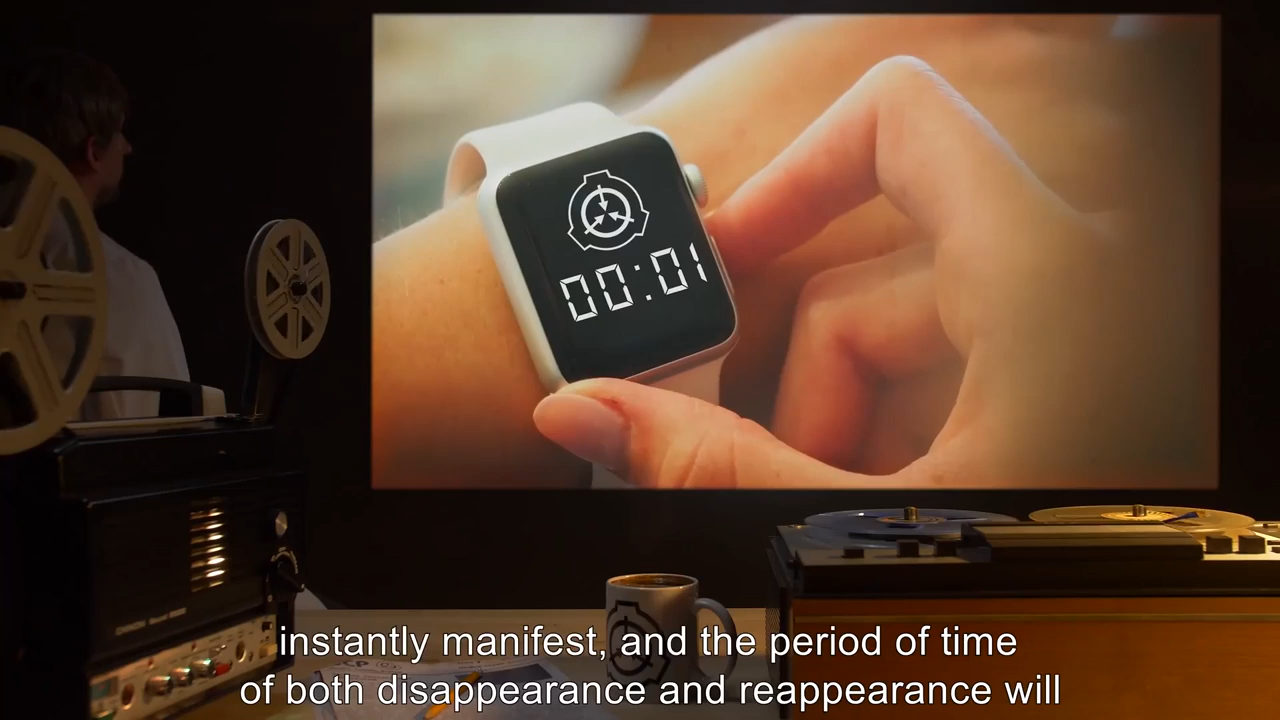 00:01
instantly manifest, and the period of time
of both disappearance and reappearance will